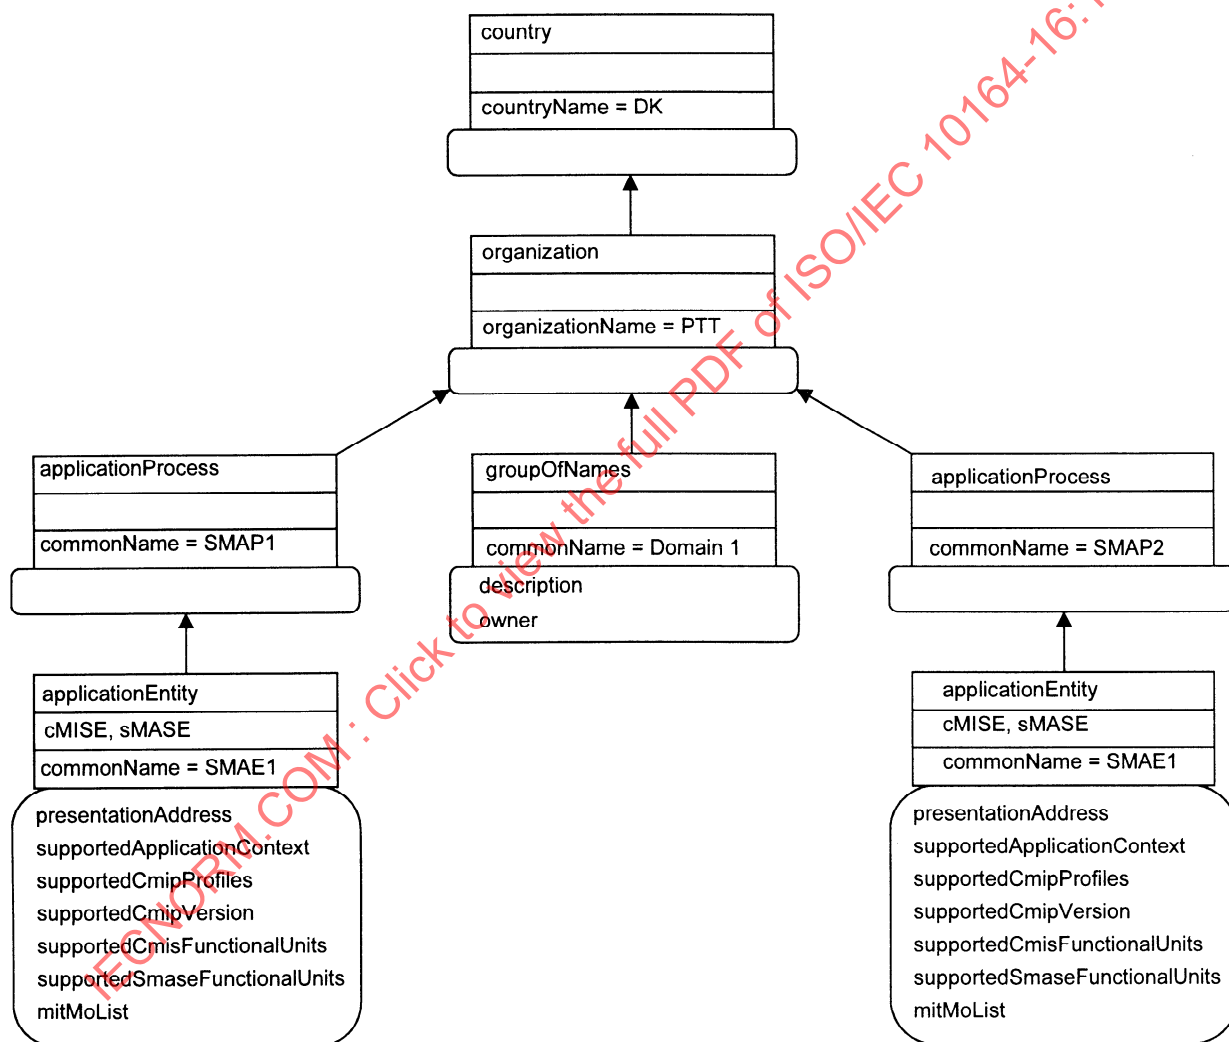 country
countryName = DK
organization
organizationName = PTT
applicationProcess
commonName = SMAP1
groupOfNames
commonName = Domain 1
description
owner
applicationProcess
commonName = SMAP2
applicationEntity
cMISE, sMASE
commonName = SMAE1
presentationAddress
supportedApplicationContext
supportedCmipProfiles
supportedCmipVersion
supportedCmisFunctionalUnits
supportedSmaseFunctionalUnits
mitMoList
applicationEntity
cMISE, sMASE
commonName = SMAE1
presentationAddress
supportedApplicationContext
supportedCmipProfiles
supportedCmipVersion
supportedCmisFunctionalUnits
supportedSmaseFunctionalUnits
mitMoList
IECNORM.COM : Click to view the full PDF of ISO/IEC 10164-16:1